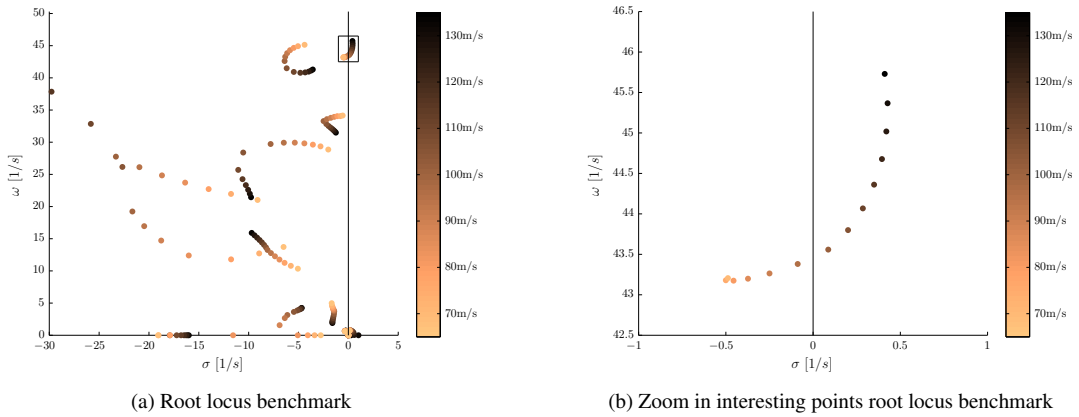 50
45
40
35
30
25
20
15
10
5
0
ω [1/s]
−30
−25
−20
−15
−10
−5
0
5
σ [1/s]
130m/s
120m/s
110m/s
100m/s
90m/s
80m/s
70m/s
(a) Root locus benchmark
46.5
46
45.5
45
44.5
44
43.5
43
42.5
ω [1/s]
−1
−0.5
0
0.5
1
σ [1/s]
130m/s
120m/s
110m/s
100m/s
90m/s
80m/s
70m/s
(b) Zoom in interesting points root locus benchmark